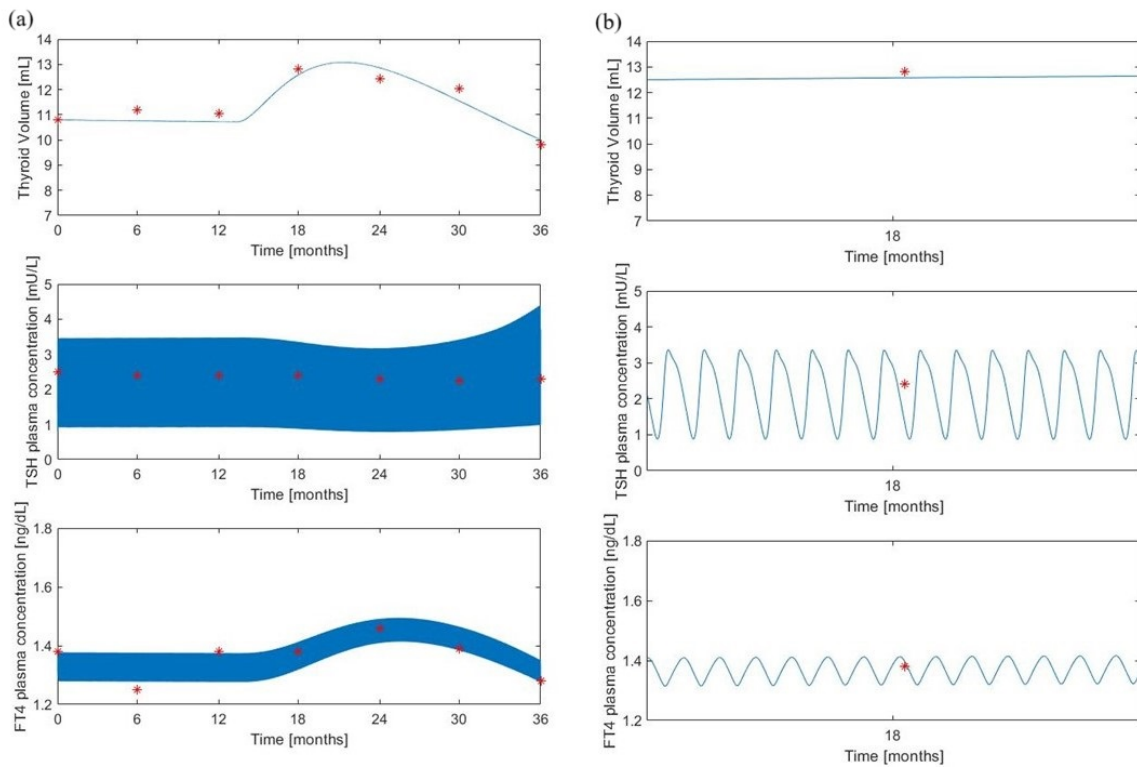 (a)
Thyroid Volume [mL]
14
13
12
11
10
9
8
7
0 6 12 18 24 30 36
Time [months]
TSH plasma concentration [mU/L]
5
4
3
2
1
0
0 6 12 18 24 30 36
Time [months]
FT4 plasma concentration [ng/dL]
1.8
1.6
1.4
1.2
0 6 12 18 24 30 36
Time [months]
(b)
Thyroid Volume [mL]
14
13
12
11
10
9
8
7
18
Time [months]
TSH plasma concentration [mU/L]
5
4
3
2
1
0
18
Time [months]
FT4 plasma concentration [ng/dL]
1.8
1.6
1.4
1.2
18
Time [months]